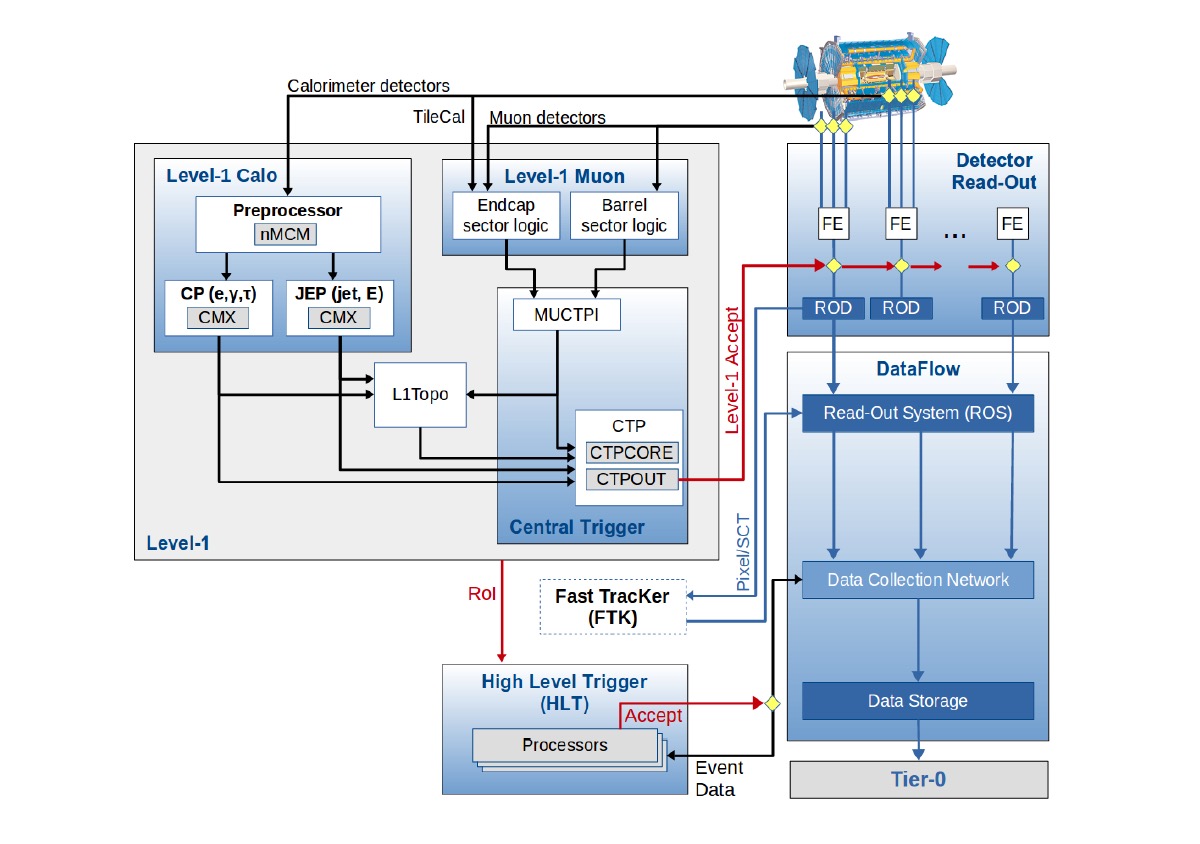 Calorimeter detectors
TileCal
Muon detectors
Level-1 Calo
Preprocessor
nMCM
CP (e,γ,τ)
CMX
JEP (jet, E)
CMX
Level-1 Muon
Endcap
sector logic
Barrel
sector logic
MUCTPI
L1Topo
CTP
CTPCORE
CTPOUT
Central Trigger
Level-1
Level-1 Accept
Detector
Read-Out
FE
FE
...
FE
ROD
ROD
ROD
DataFlow
Read-Out System (ROS)
Data Collection Network
Data Storage
Tier-0
Pixel/SCT
RoI
Fast TracKer
(FTK)
High Level Trigger
(HLT)
Accept
Processors
Event
Data